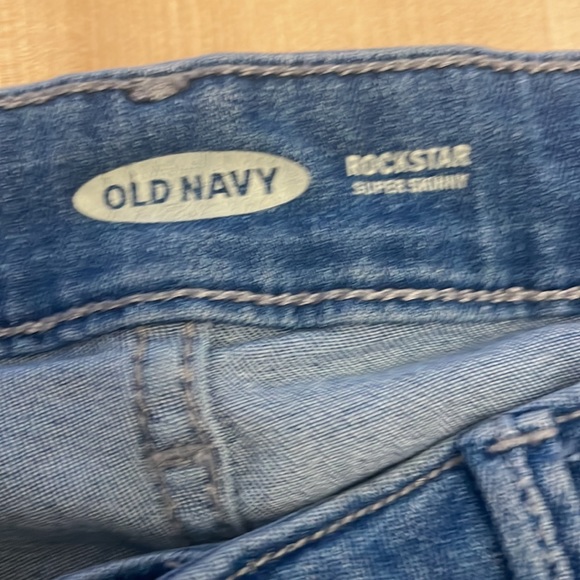 OLD NAVY
ROCKSTAR
SUPER SKINNY